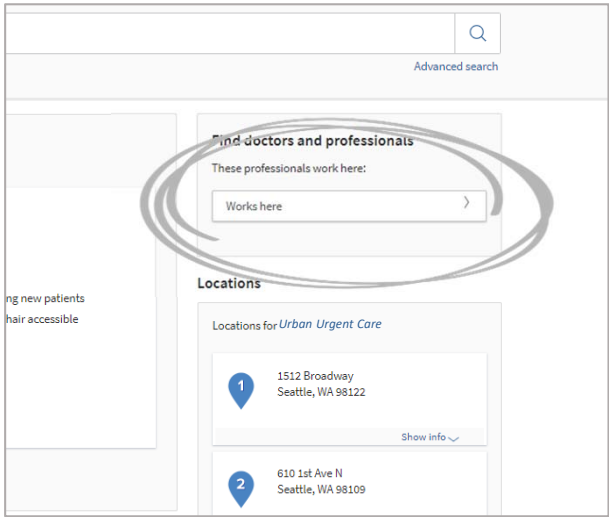 Advanced search
Find doctors and professionals
These professionals work here:
Works here
ng new patients
hair accessible
Locations
Locations for Urban Urgent Care
1
1512 Broadway
Seattle, WA 98122
Show info
2
610 1st Ave N
Seattle, WA 98109